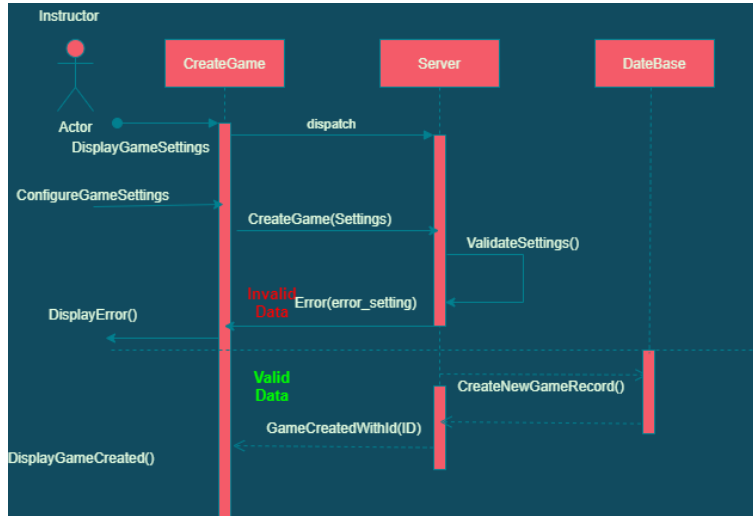 Instructor
CreateGame
Server
DateBase
Actor
dispatch
DisplayGameSettings
ConfigureGameSettings
CreateGame(Settings)
ValidateSettings()
Invalid
Data
Error(error_setting)
DisplayError()
Valid
Data
CreateNewGameRecord()
GameCreatedWithId(ID)
DisplayGameCreated()